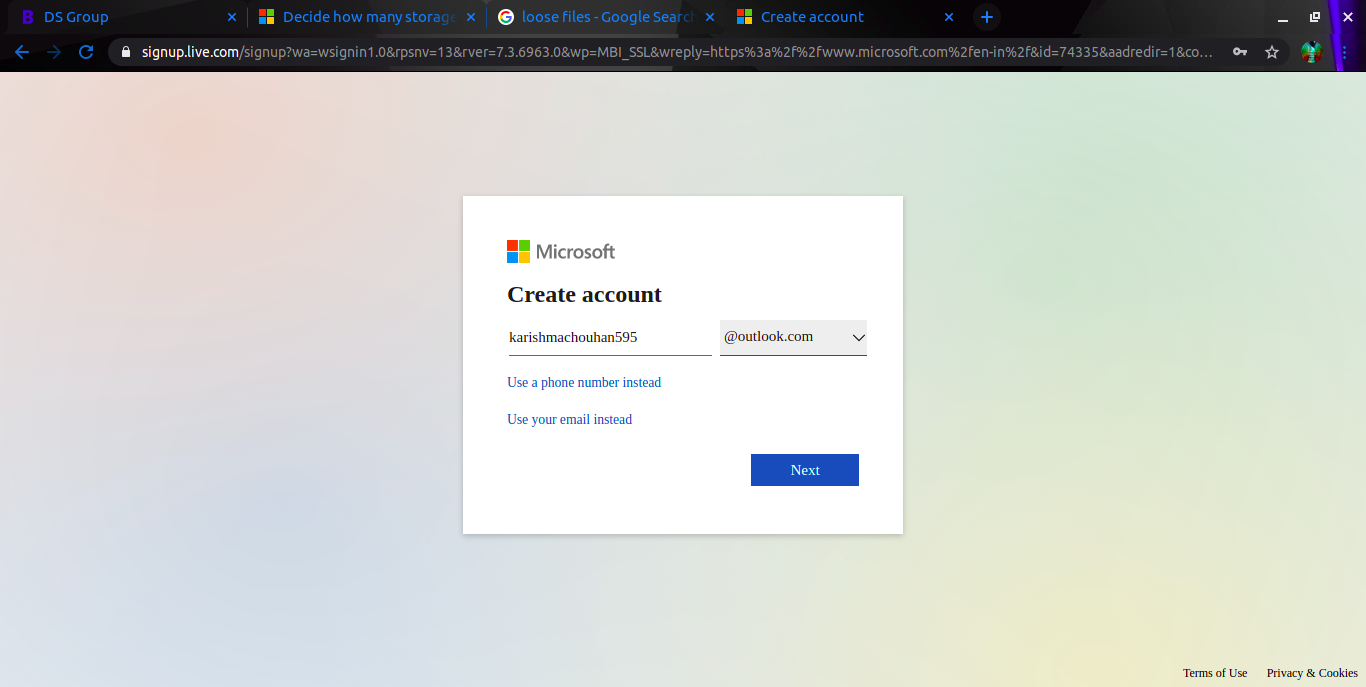 B DS Group
Decide how many storage
loose files - Google Search
Create account
signup.live.com/signup?wa=wsignin1.0&rpsnv=13&rver=7.3.6963.0&wp=MBI_SSL&wreply=https%3a%2f%2fwww.microsoft.com%2fen-in%2f&id=74335&aadredir=1&co...
Microsoft
Create account
karishmachouhan595 @outlook.com
Use a phone number instead
Use your email instead
Next
Terms of Use Privacy & Cookies